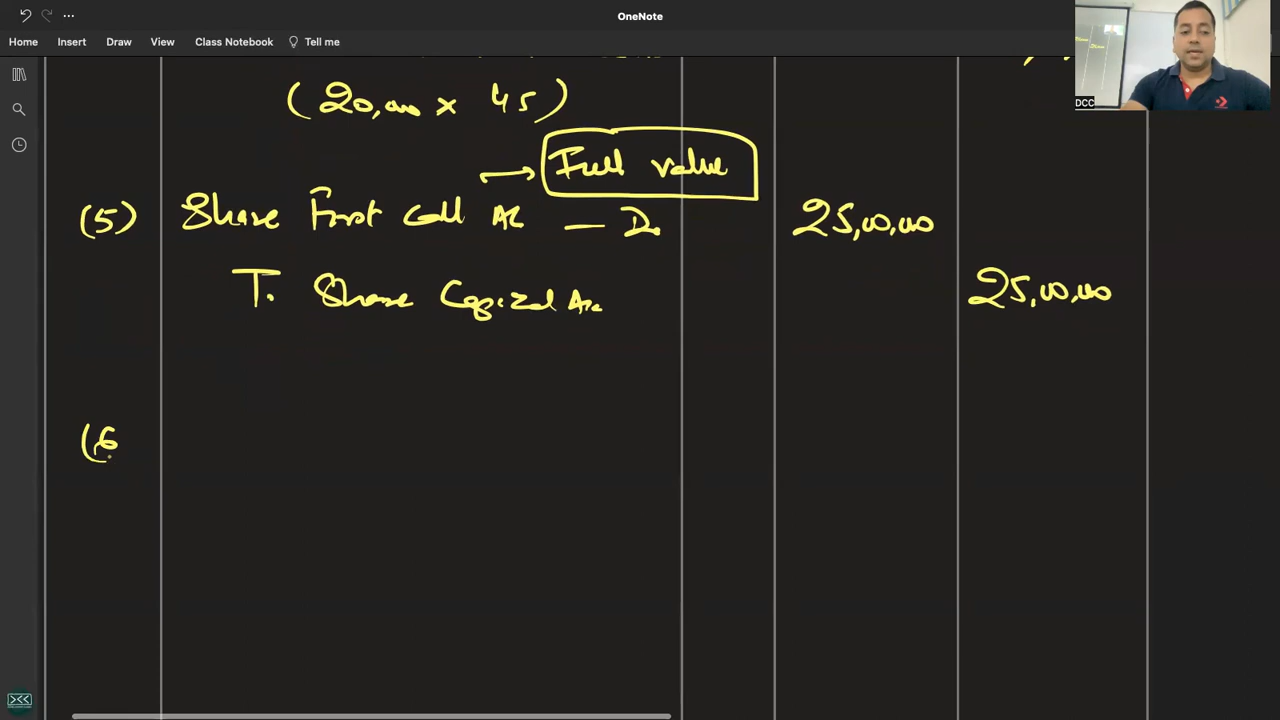 OneNote
Home Insert Draw View Class Notebook Tell me
DCC
(20,000 x 45)
→ Full value
(5) Share First Call A/c — Dr. 25,00,000
To Share Capital A/c 25,00,000
(6